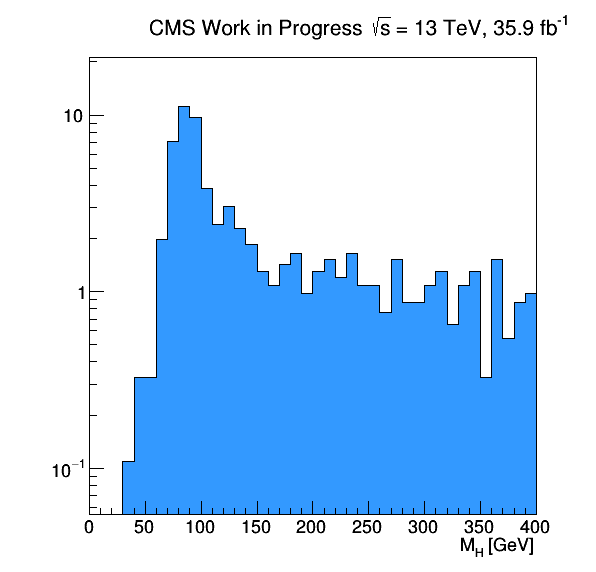 CMS Work in Progress √s = 13 TeV, 35.9 fb⁻¹
10
1
10⁻¹
0 50 100 150 200 250 300 350 400
M_H [GeV]